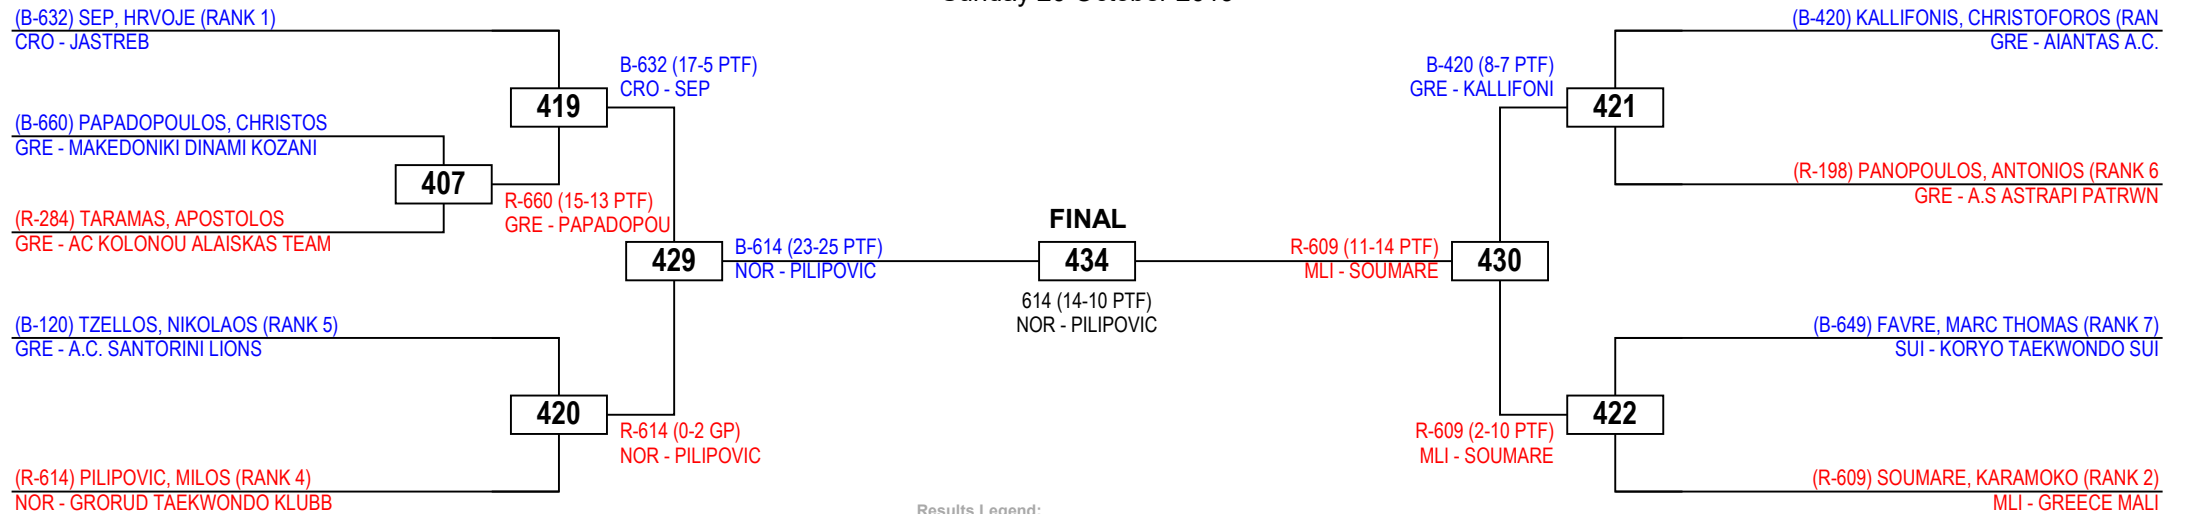 (B-632) SEP, HRVOJE (RANK 1)
CRO - JASTREB
B-632 (17-5 PTF)
CRO - SEP
419
(B-660) PAPADOPOULOS, CHRISTOS
GRE - MAKEDONIKI DINAMI KOZANI
407
R-660 (15-13 PTF)
GRE - PAPADOPOU
(R-284) TARAMAS, APOSTOLOS
GRE - AC KOLONOU ALAISKAS TEAM
429
B-614 (23-25 PTF)
NOR - PILIPOVIC
(B-120) TZELLOS, NIKOLAOS (RANK 5)
GRE - A.C. SANTORINI LIONS
420
R-614 (0-2 GP)
NOR - PILIPOVIC
(R-614) PILIPOVIC, MILOS (RANK 4)
NOR - GRORUD TAEKWONDO KLUBB
FINAL
434
614 (14-10 PTF)
NOR - PILIPOVIC
(B-420) KALLIFONIS, CHRISTOFOROS (RAN
GRE - AIANTAS A.C.
B-420 (8-7 PTF)
GRE - KALLIFONI
421
(R-198) PANOPOULOS, ANTONIOS (RANK 6
GRE - A.S ASTRAPI PATRWN
R-609 (11-14 PTF)
MLI - SOUMARE
430
(B-649) FAVRE, MARC THOMAS (RANK 7)
SUI - KORYO TAEKWONDO SUI
422
R-609 (2-10 PTF)
MLI - SOUMARE
(R-609) SOUMARE, KARAMOKO (RANK 2)
MLI - GREECE MALI
Results Legend: